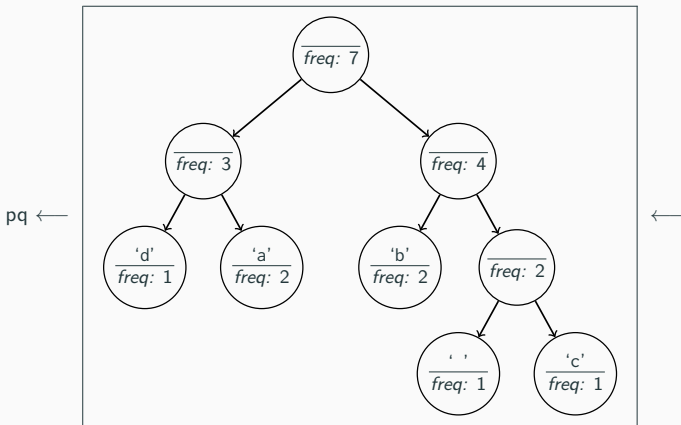 freq: 7
freq: 3
freq: 4
pq
‘d’
freq: 1
‘a’
freq: 2
‘b’
freq: 2
freq: 2
‘ ’
freq: 1
‘c’
freq: 1